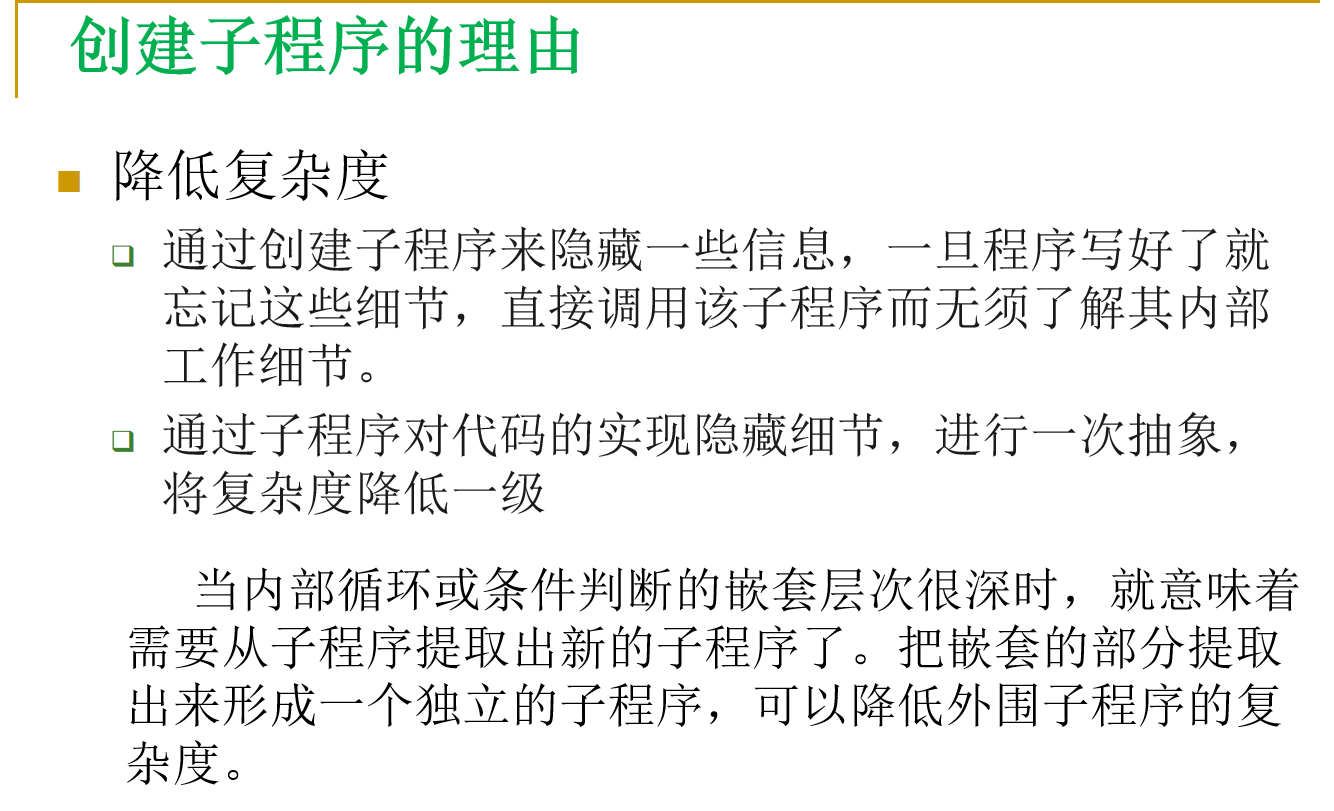 创建子程序的理由
降低复杂度
通过创建子程序来隐藏一些信息，一旦程序写好了就
忘记这些细节，直接调用该子程序而无须了解其内部
工作细节。
通过子程序对代码的实现隐藏细节，进行一次抽象，
将复杂度降低一级
当内部循环或条件判断的嵌套层次很深时，就意味着
需要从子程序提取出新的子程序了。把嵌套的部分提取
出来形成一个独立的子程序，可以降低外围子程序的复
杂度。